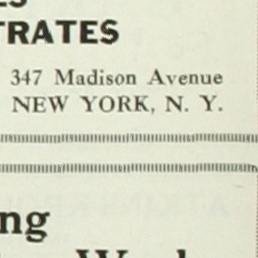 TRATES
347 Madison Avenue
NEW YORK, N. Y.
ng